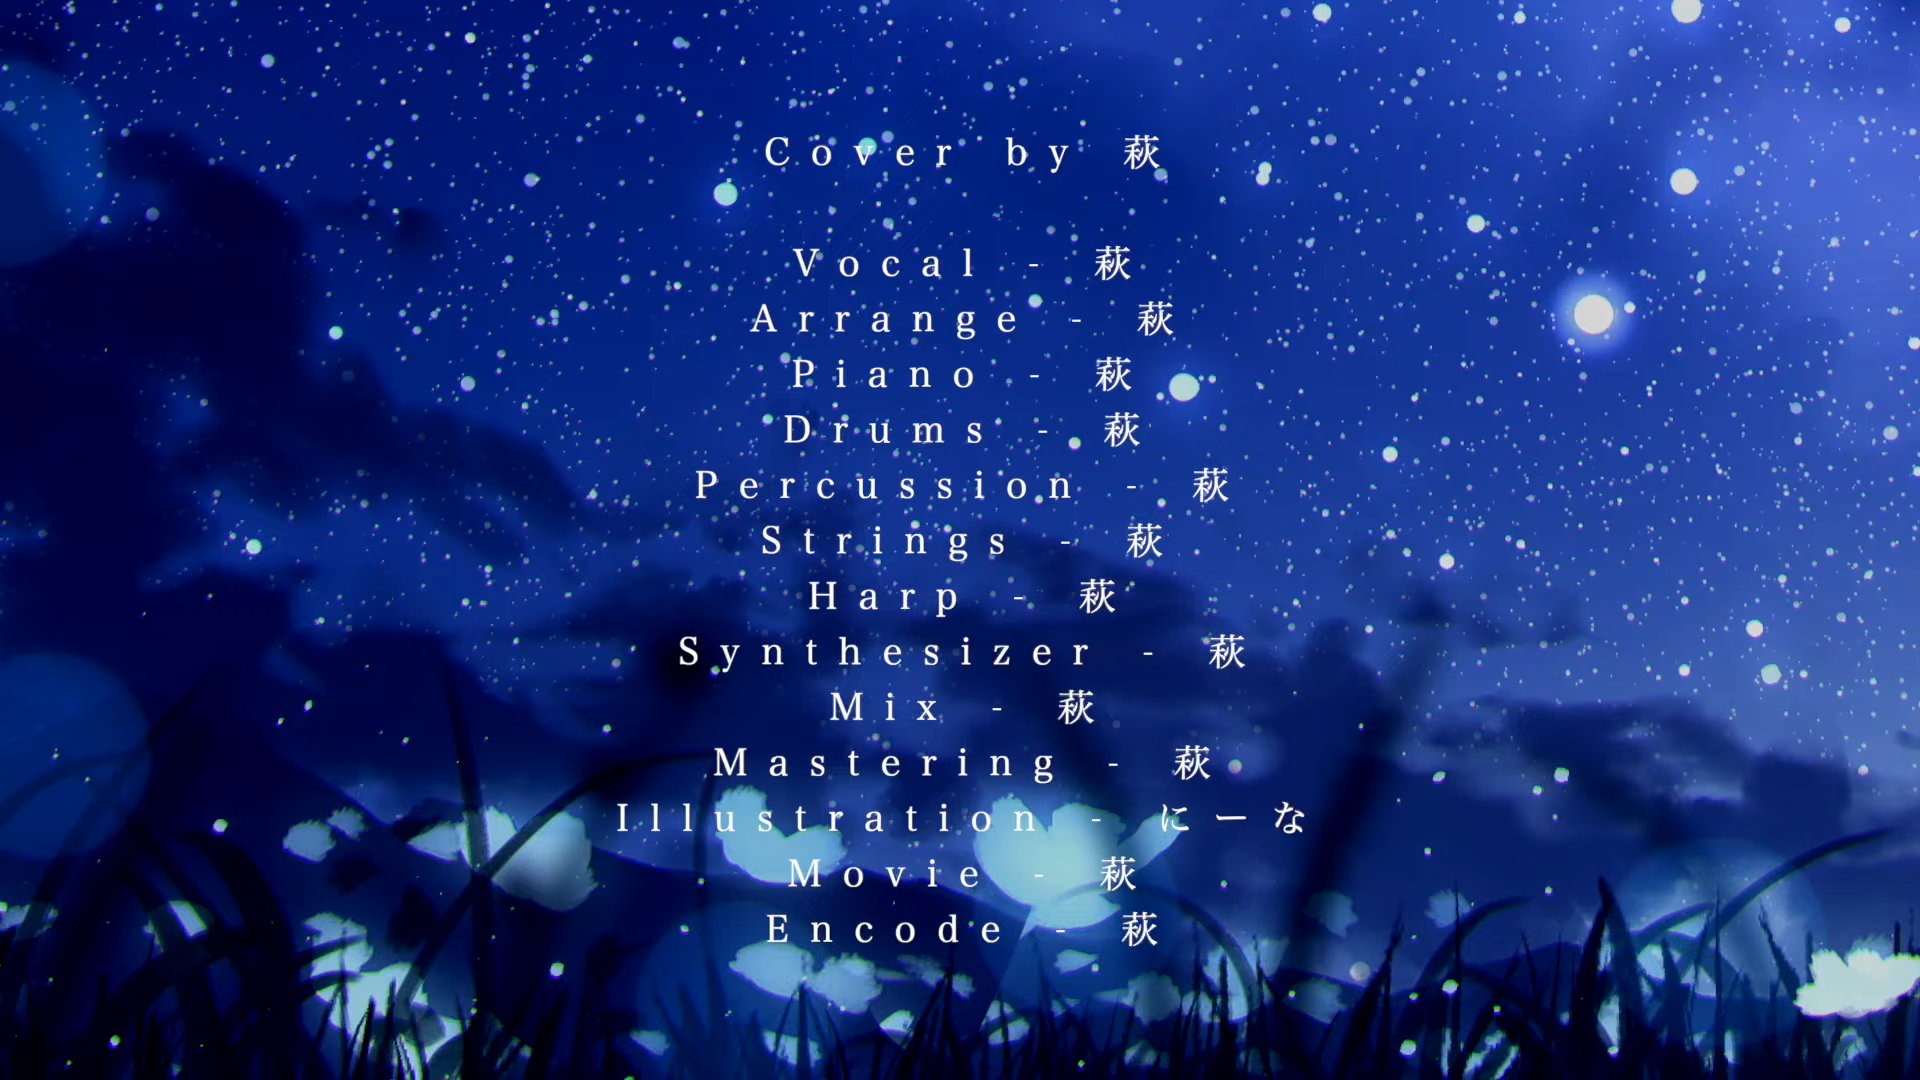 Cover by 萩
Vocal - 萩
Arrange - 萩
Piano - 萩
Drums - 萩
Percussion - 萩
Strings - 萩
Harp - 萩
Synthesizer - 萩
Mix - 萩
Mastering - 萩
Illustration - にーな
Movie - 萩
Encode - 萩